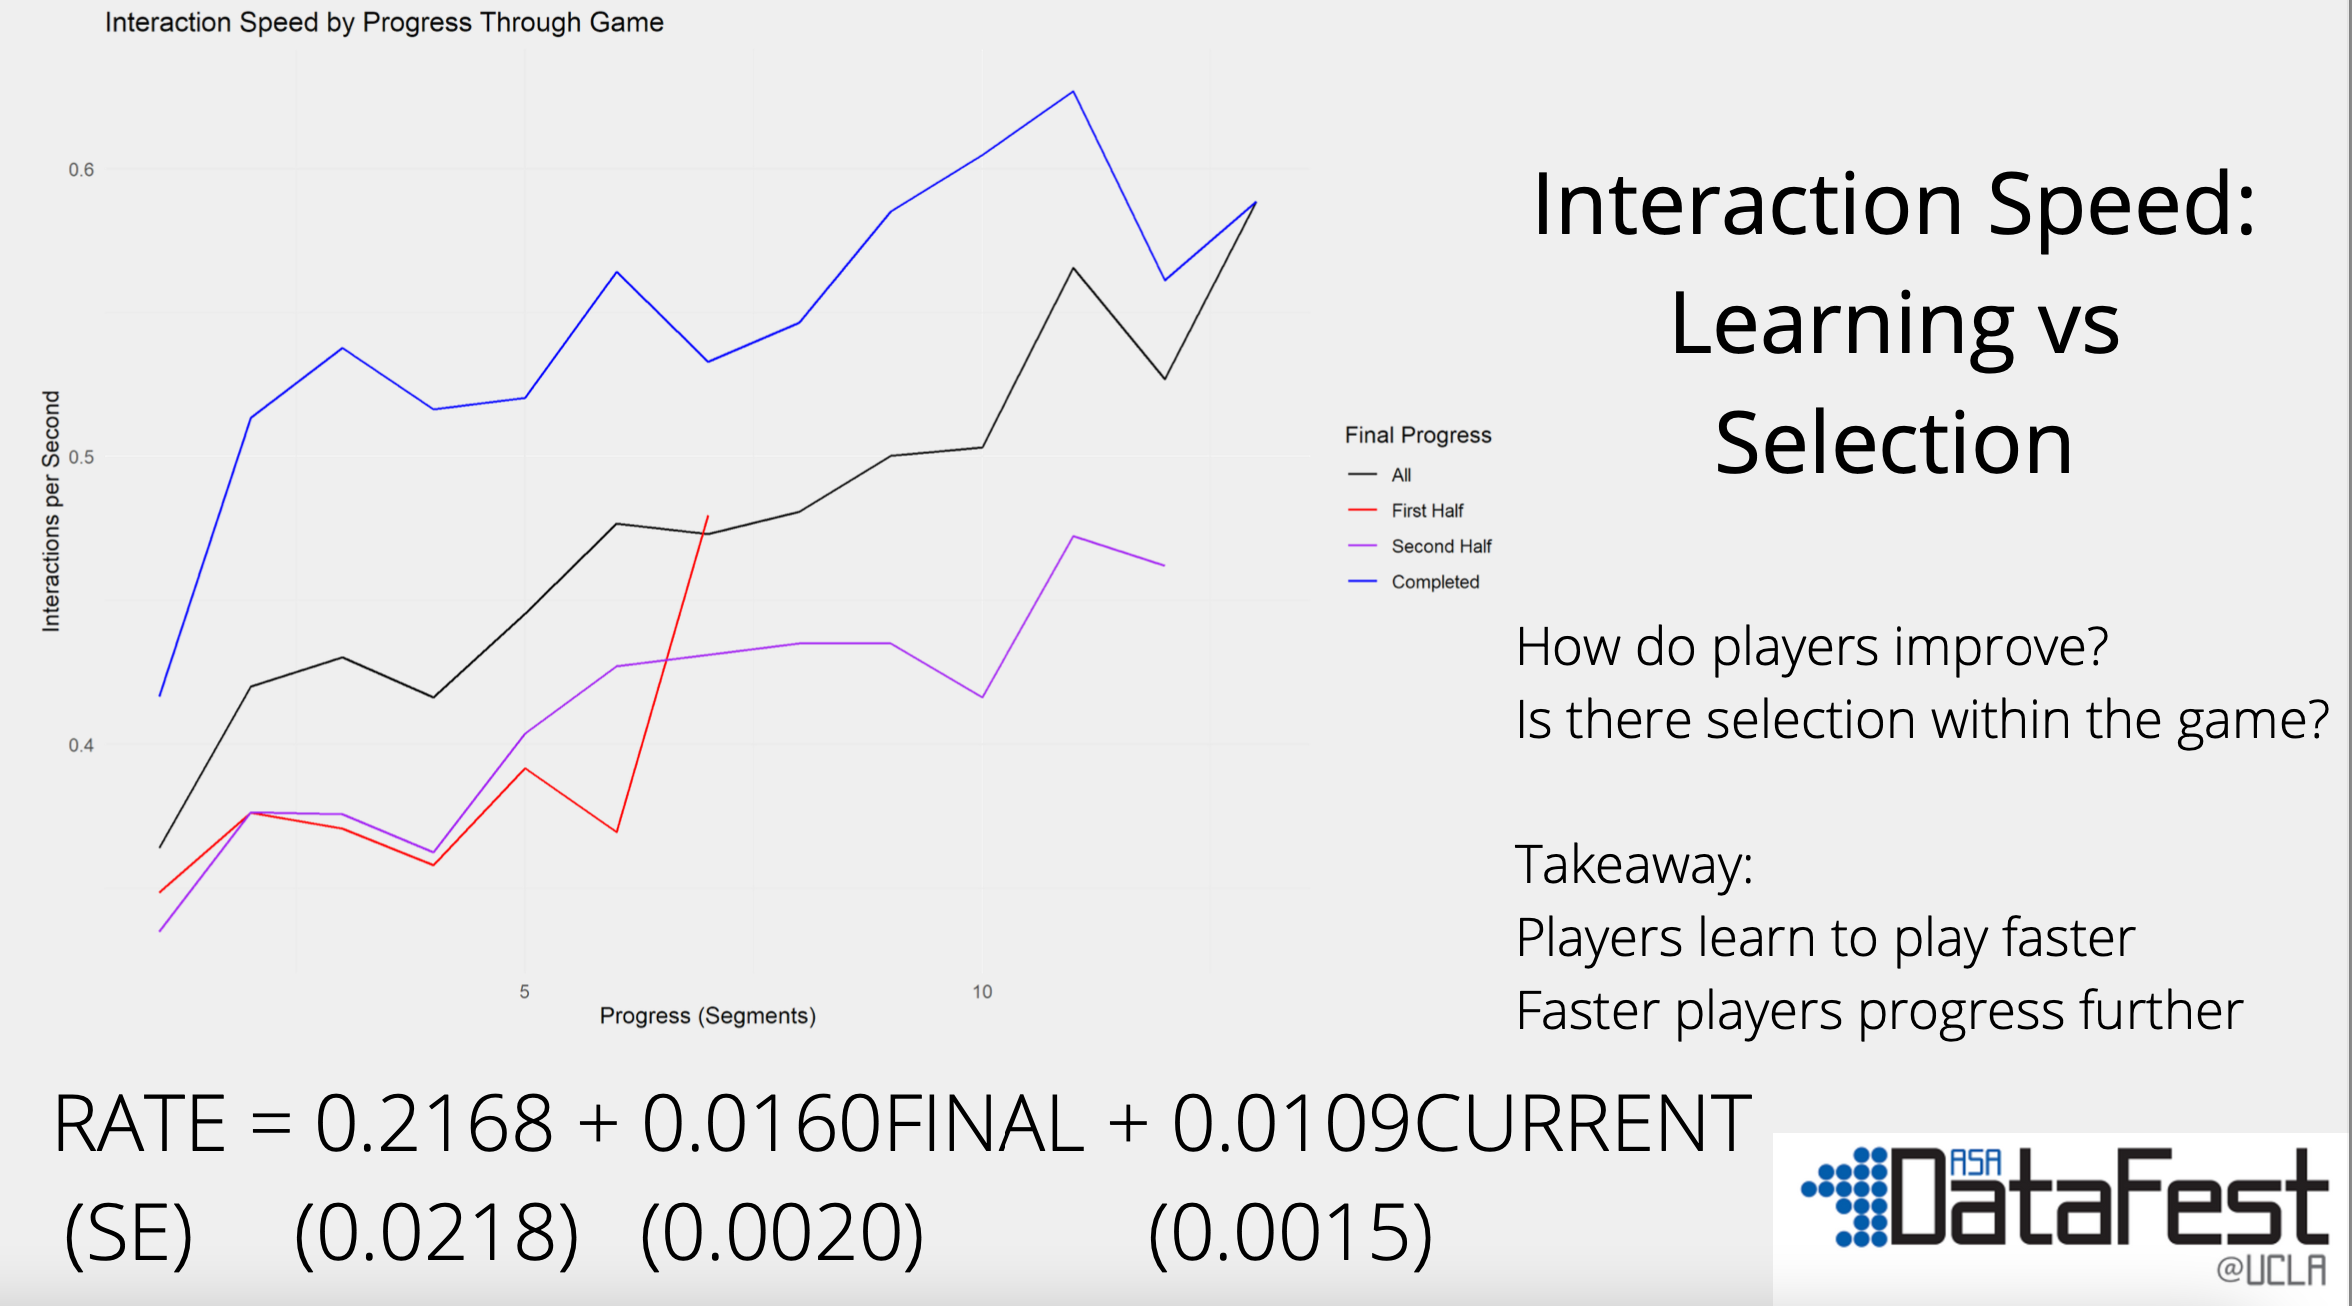 Interaction Speed by Progress Through Game
0.6
0.5
0.4
Interactions per Second
5
10
Progress (Segments)
Final Progress
All
First Half
Second Half
Completed
Interaction Speed:
Learning vs
Selection
How do players improve?
Is there selection within the game?
Takeaway:
Players learn to play faster
Faster players progress further
RATE = 0.2168 + 0.0160FINAL + 0.0109CURRENT
(SE) (0.0218) (0.0020) (0.0015)
ASA
DataFest
@UCLA